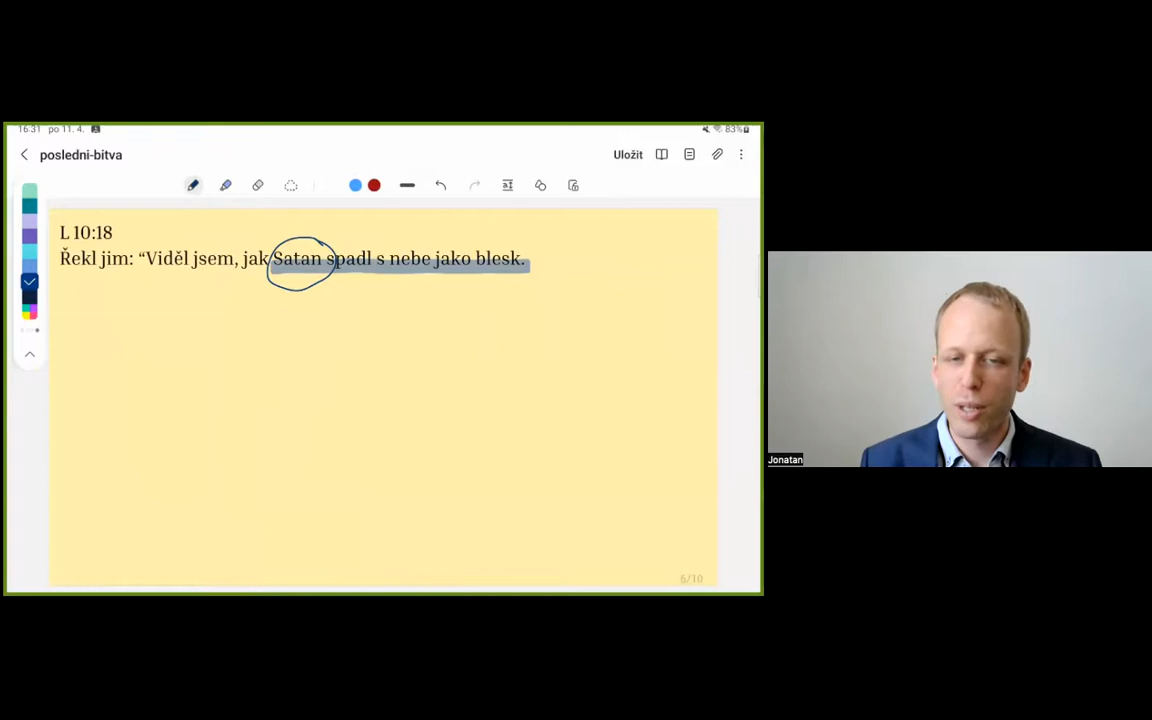 16:31 po 11. 4. 83%
posledni-bitva
Uložit
L 10:18
Řekl jim: “Viděl jsem, jak Satan spadl s nebe jako blesk.
6/10
Jonatan